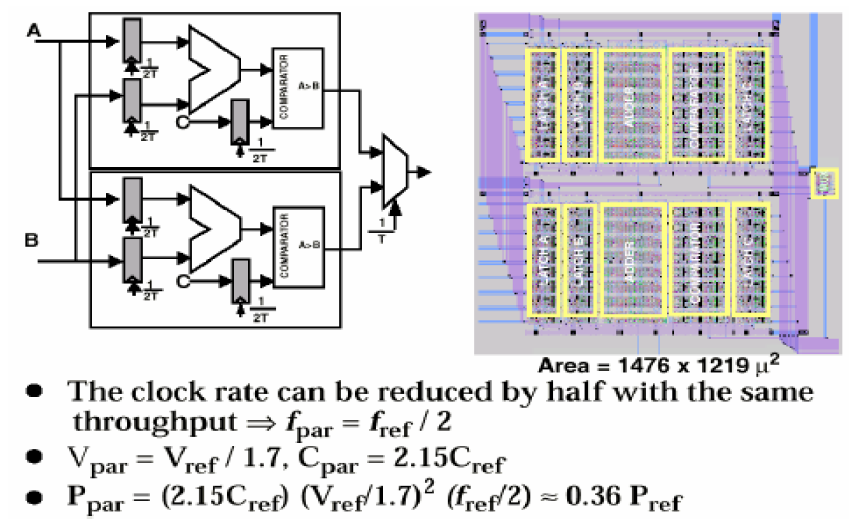 A
1
2T
1
2T
C
1
2T
COMPARATOR
A>B
1
2T
B
1
2T
C
1
2T
COMPARATOR
A>B
1
T
LATCH A
LATCH B
ADDER
COMPARATOR
LATCH C
MUX
LATCH A
LATCH B
ADDER
COMPARATOR
LATCH C
Area = 1476 x 1219 μ²
● The clock rate can be reduced by half with the same
throughput ⇒ fpar = fref / 2
● Vpar = Vref / 1.7, Cpar = 2.15Cref
● Ppar = (2.15Cref) (Vref/1.7)² (fref/2) ≈ 0.36 Pref